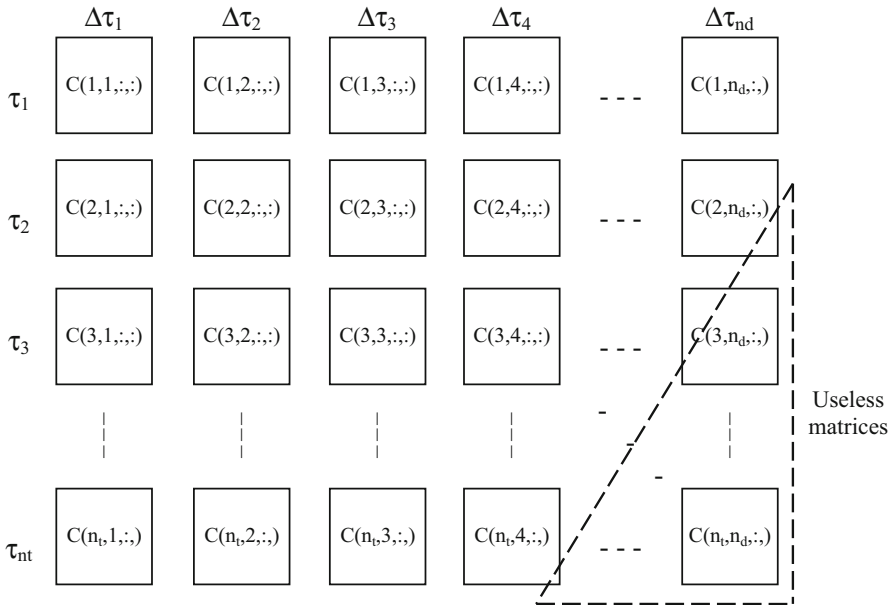 Δτ₁ Δτ₂ Δτ₃ Δτ₄ Δτnd
τ₁ C(1,1,:,:) C(1,2,:,:) C(1,3,:,:) C(1,4,:,:) - - - C(1,nd,:,)
τ₂ C(2,1,:,:) C(2,2,:,:) C(2,3,:,:) C(2,4,:,:) - - - C(2,nd,:,)
τ₃ C(3,1,:,:) C(3,2,:,:) C(3,3,:,:) C(3,4,:,:) - - - C(3,nd,:,)
Useless
matrices
τnt C(nt,1,:,) C(nt,2,:,) C(nt,3,:,) C(nt,4,:,) - - - C(nt,nd,:,)